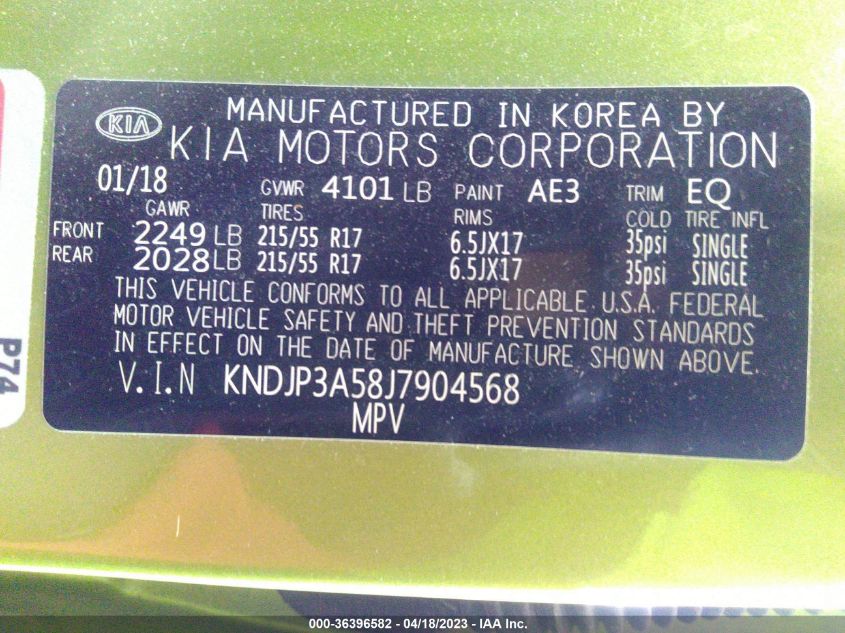 KIA
MANUFACTURED IN KOREA BY
KIA MOTORS CORPORATION
01/18 GVWR 4101 LB PAINT AE3 TRIM EQ
GAWR TIRES RIMS COLD TIRE INFL
FRONT 2249 LB 215/55 R17 6.5JX17 35psi SINGLE
REAR 2028 LB 215/55 R17 6.5JX17 35psi SINGLE
THIS VEHICLE CONFORMS TO ALL APPLICABLE U.S.A. FEDERAL
MOTOR VEHICLE SAFETY AND THEFT PREVENTION STANDARDS
IN EFFECT ON THE DATE OF MANUFACTURE SHOWN ABOVE.
V.I.N KNDJP3A58J7904568
MPV
P74
000-36396582 - 04/18/2023 - IAA Inc.